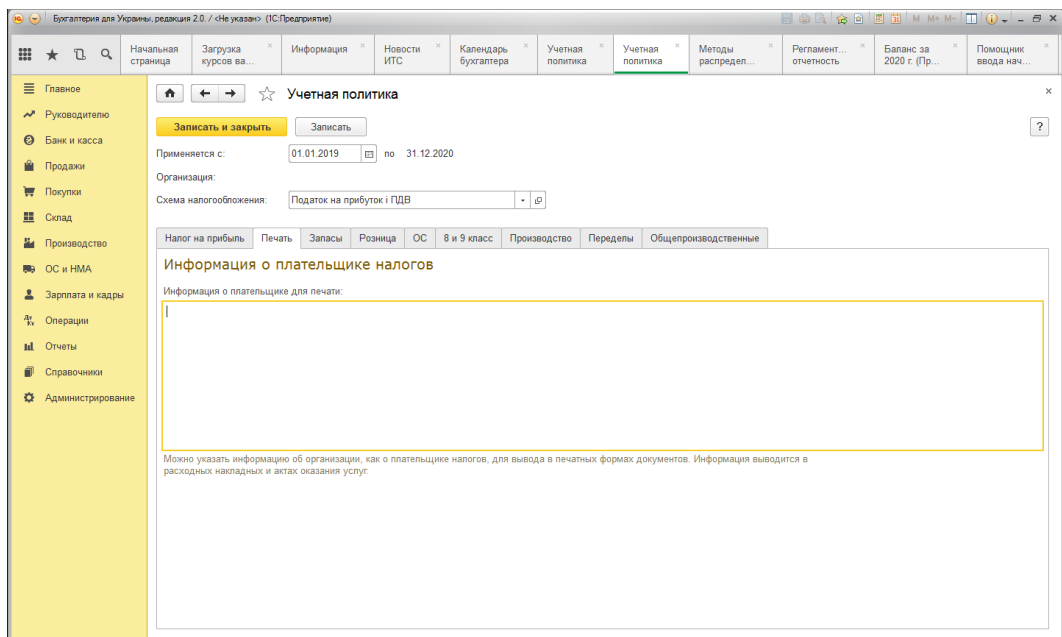 Бухгалтерия для Украины, редакция 2.0. / <Не указан> (1С:Предприятие)
M M+ M-
Начальная страница
Загрузка курсов ва...
Информация
Новости ИТС
Календарь бухгалтера
Учетная политика
Учетная политика
Методы распредел...
Регламент... отчетность
Баланс за 2020 г. (Пр...
Помощник ввода нач...
Главное
Руководителю
Банк и касса
Продажи
Покупки
Склад
Производство
ОС и НМА
Зарплата и кадры
Операции
Отчеты
Справочники
Администрирование
Учетная политика
Записать и закрыть Записать ?
Применяется с: 01.01.2019 по 31.12.2020
Организация:
Схема налогообложения: Податок на прибуток і ПДВ
Налог на прибыль Печать Запасы Розница ОС 8 и 9 класс Производство Переделы Общепроизводственные
Информация о плательщике налогов
Информация о плательщике для печати:
Можно указать информацию об организации, как о плательщике налогов, для вывода в печатных формах документов. Информация выводится в
расходных накладных и актах оказания услуг.